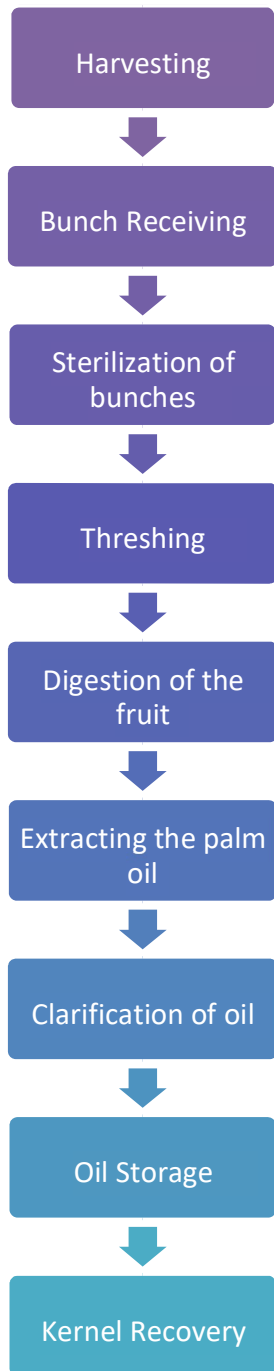 Harvesting
Bunch Receiving
Sterilization of
bunches
Threshing
Digestion of the
fruit
Extracting the palm
oil
Clarification of oil
Oil Storage
Kernel Recovery